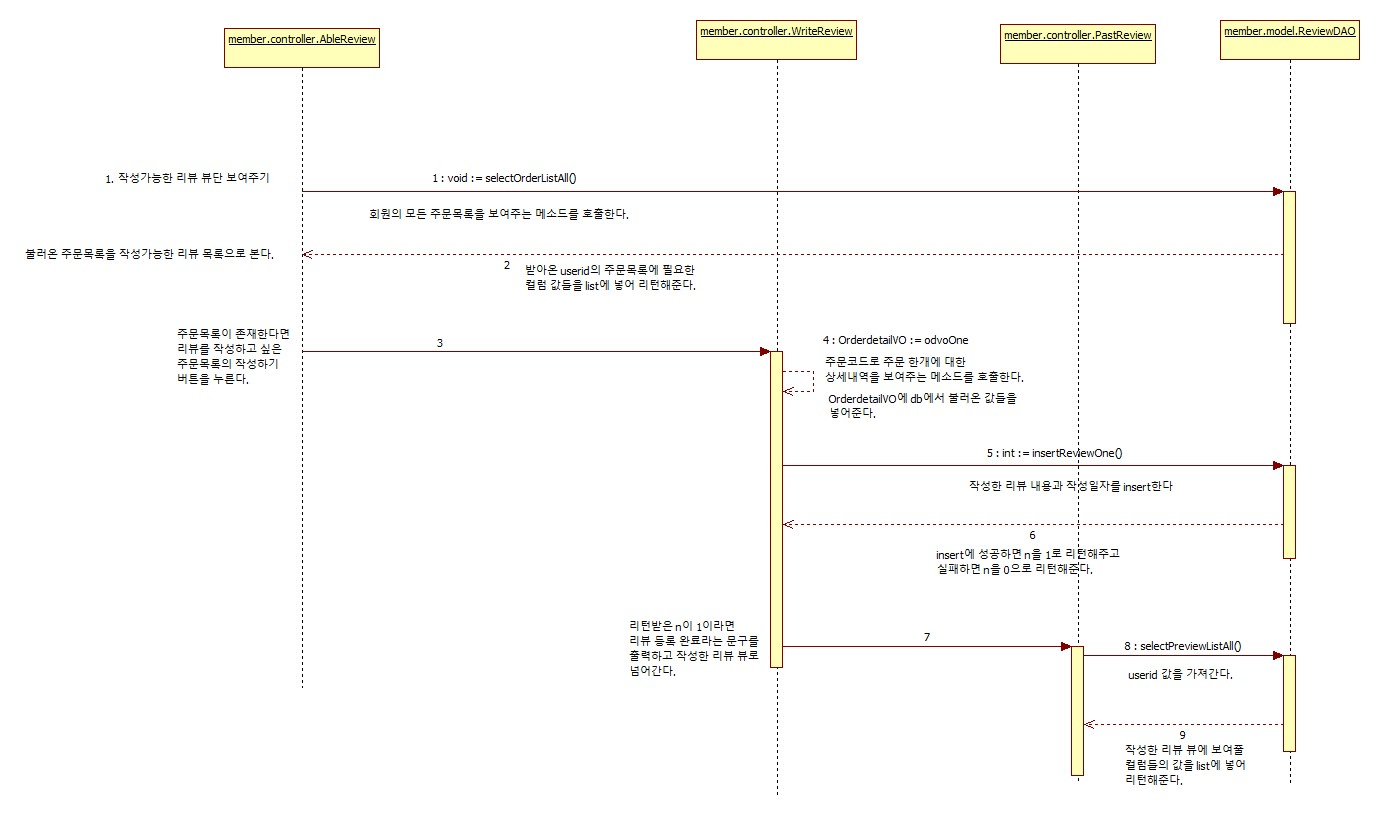 member.controller.AbleReview
member.controller.WriteReview
member.controller.PastReview
member.model.ReviewDAO
1. 작성가능한 리뷰 뷰단 보여주기
1 : void := selectOrderListAll()
회원의 모든 주문목록을 보여주는 메소드를 호출한다.
불러온 주문목록을 작성가능한 리뷰 목록으로 본다.
2
받아온 userid의 주문목록에 필요한
컬럼 값들을 list에 넣어 리턴해준다.
주문목록이 존재한다면
리뷰를 작성하고 싶은
주문목록의 작성하기
버튼을 누른다.
3
4 : OrderdetailVO := odvoOne
주문코드로 주문 한개에 대한
상세내역을 보여주는 메소드를 호출한다.
OrderdetailVO에 db에서 불러온 값들을
넣어준다.
5 : int := insertReviewOne()
작성한 리뷰 내용과 작성일자를 insert한다
6
insert에 성공하면 n을 1로 리턴해주고
실패하면 n을 0으로 리턴해준다.
리턴받은 n이 1이라면
리뷰 등록 완료라는 문구를
출력하고 작성한 리뷰 뷰로
넘어간다.
7
8 : selectPreviewListAll()
userid 값을 가져간다.
9
작성한 리뷰 뷰에 보여줄
컬럼들의 값을 list에 넣어
리턴해준다.